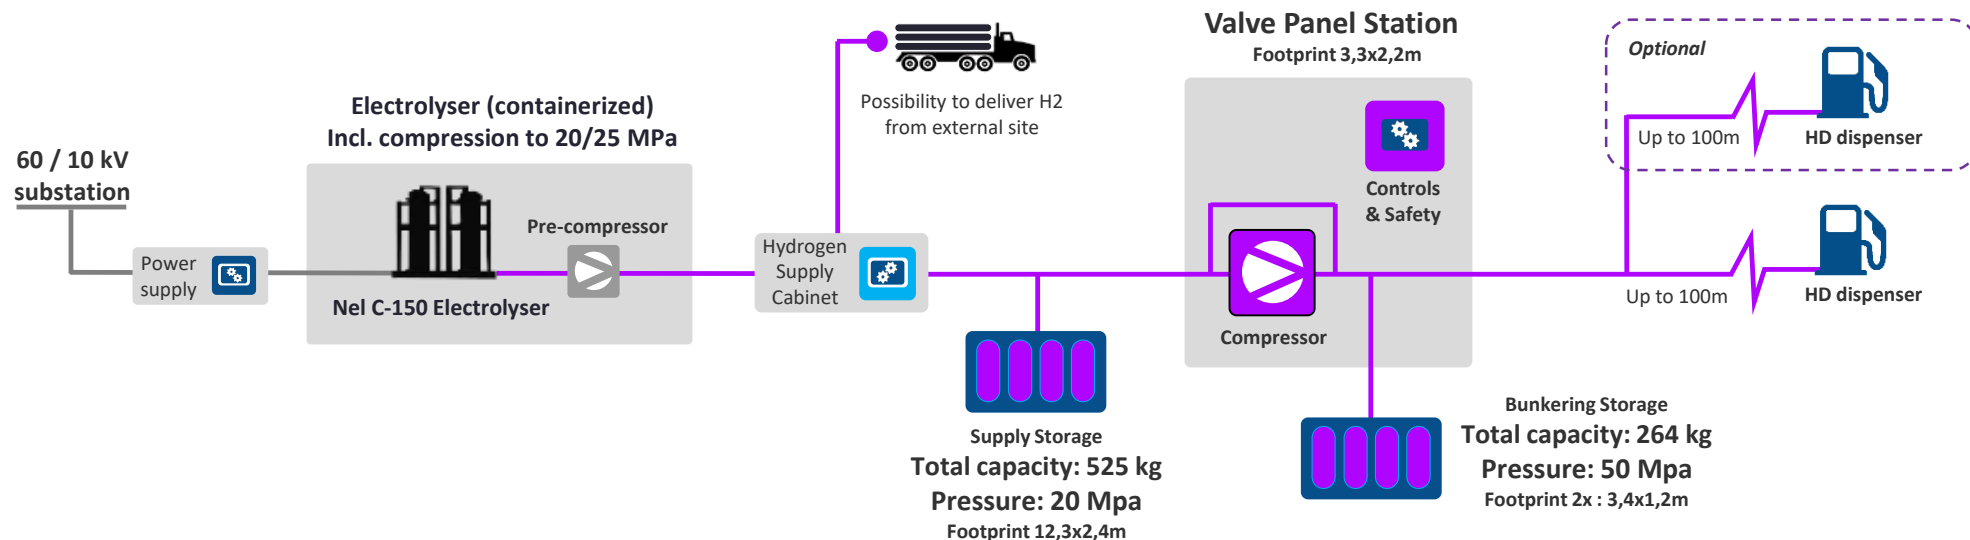 60 / 10 kV
substation
Power
supply
Electrolyser (containerized)
Incl. compression to 20/25 MPa
Pre-compressor
Nel C-150 Electrolyser
Hydrogen
Supply
Cabinet
Possibility to deliver H2
from external site
Supply Storage
Total capacity: 525 kg
Pressure: 20 Mpa
Footprint 12,3x2,4m
Valve Panel Station
Footprint 3,3x2,2m
Controls
& Safety
Compressor
Bunkering Storage
Total capacity: 264 kg
Pressure: 50 Mpa
Footprint 2x : 3,4x1,2m
Optional
Up to 100m
HD dispenser
Up to 100m
HD dispenser